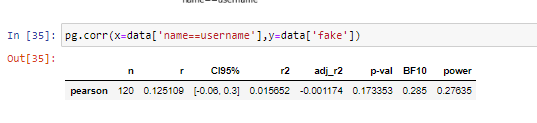 name==username
In [35]: pg.corr(x=data['name==username'],y=data['fake'])
Out[35]:
n r CI95% r2 adj_r2 p-val BF10 power
pearson 120 0.125109 [-0.06, 0.3] 0.015652 -0.001174 0.173353 0.285 0.27635